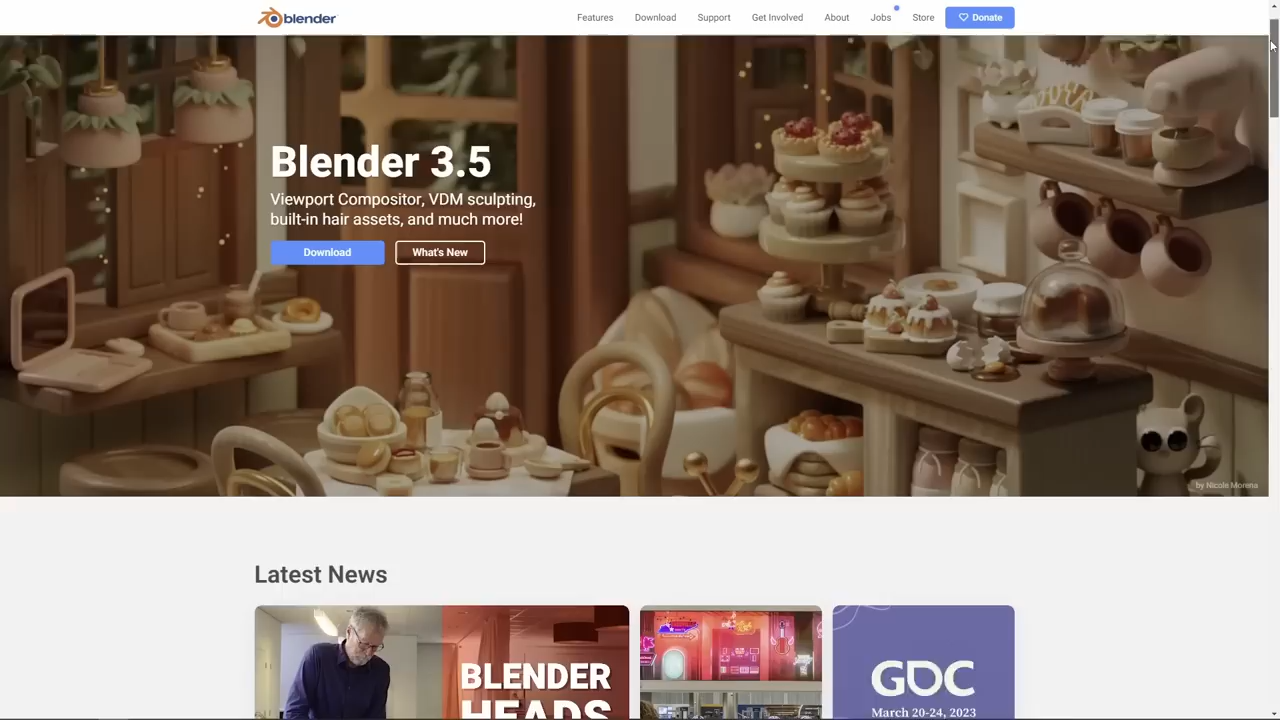 blender
Features
Download
Support
Get Involved
About
Jobs
Store
Donate
Blender 3.5
Viewport Compositor, VDM sculpting,
built-in hair assets, and much more!
Download
What's New
by Nicole Morena
Latest News
BLENDER
HEADS
GDC
March 20-24, 2023